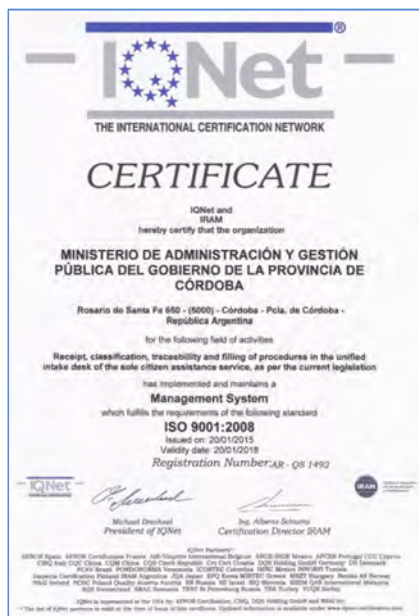 IQNet
®
THE INTERNATIONAL CERTIFICATION NETWORK
CERTIFICATE
IQNet and
IRAM
hereby certify that the organization
MINISTERIO DE ADMINISTRACIÓN Y GESTIÓN
PÚBLICA DEL GOBIERNO DE LA PROVINCIA DE
CÓRDOBA
Rosario de Santa Fe 650 - (5000) - Córdoba - Pcia. de Córdoba -
República Argentina
for the following field of activities
Receipt, classification, traceability and filling of procedures in the unified
intake desk of the sole citizen assistance service, as per the current legislation
has implemented and maintains a
Management System
which fulfills the requirements of the following standard
ISO 9001:2008
Issued on: 20/01/2015
Validity date: 20/01/2018
Registration Number: AR - QS 1492
IQNet
IRAM
Michael Drechsel
President of IQNet
Ing. Alberto Schiuma
Certification Director IRAM
IQNet Partners*: